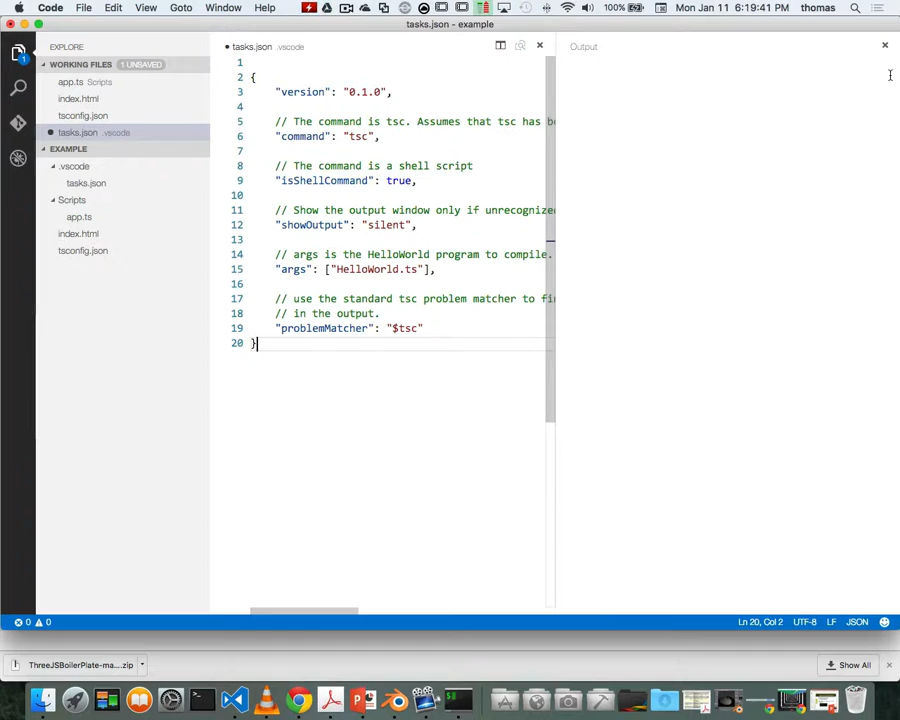 Code File Edit View Goto Window Help 100% Mon Jan 11 6:19:41 PM thomas
tasks.json - example
EXPLORE
WORKING FILES 1 UNSAVED
app.ts Scripts
index.html
tsconfig.json
tasks.json .vscode
EXAMPLE
.vscode
tasks.json
Scripts
app.ts
index.html
tsconfig.json
1
tasks.json .vscode
1
2 {
3 "version": "0.1.0",
4
5 // The command is tsc. Assumes that tsc has be
6 "command": "tsc",
7
8 // The command is a shell script
9 "isShellCommand": true,
10
11 // Show the output window only if unrecognize
12 "showOutput": "silent",
13
14 // args is the HelloWorld program to compile.
15 "args": ["HelloWorld.ts"],
16
17 // use the standard tsc problem matcher to fi
18 // in the output.
19 "problemMatcher": "$tsc"
20 }
Output
0 0 Ln 20, Col 2 UTF-8 LF JSON
ThreeJSBoilerPlate-ma....zip Show All